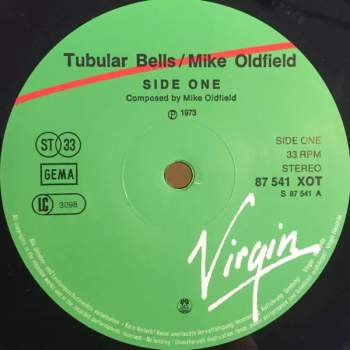 Tubular Bells/Mike Oldfield
SIDE ONE
Composed by Mike Oldfield
Ⓟ 1973
ST 33
GEMA
LC 3098
SIDE ONE
33 RPM
STEREO
87 541 XOT
S 87 541 A
Virgin